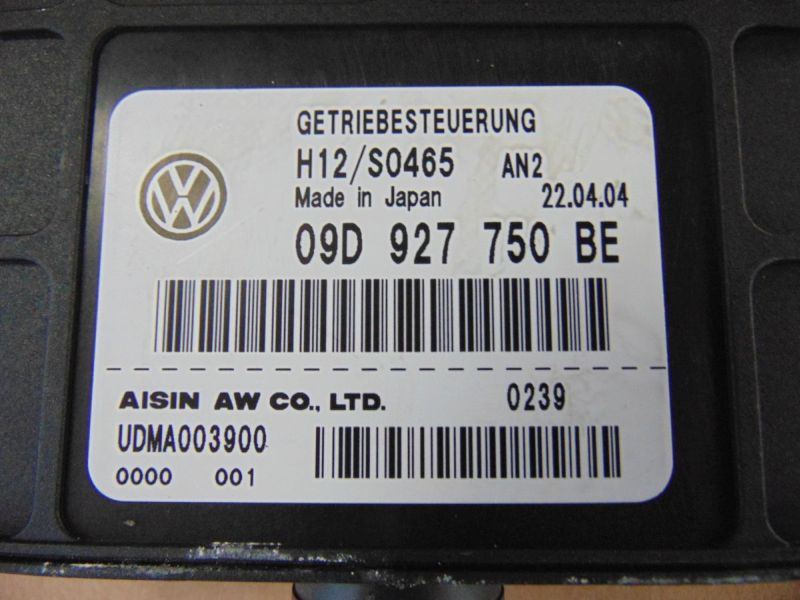 GETRIEBESTEUERUNG
H12/S0465 AN2
Made in Japan 22.04.04
09D 927 750 BE
AISIN AW CO., LTD. 0239
UDMA003900
0000 001